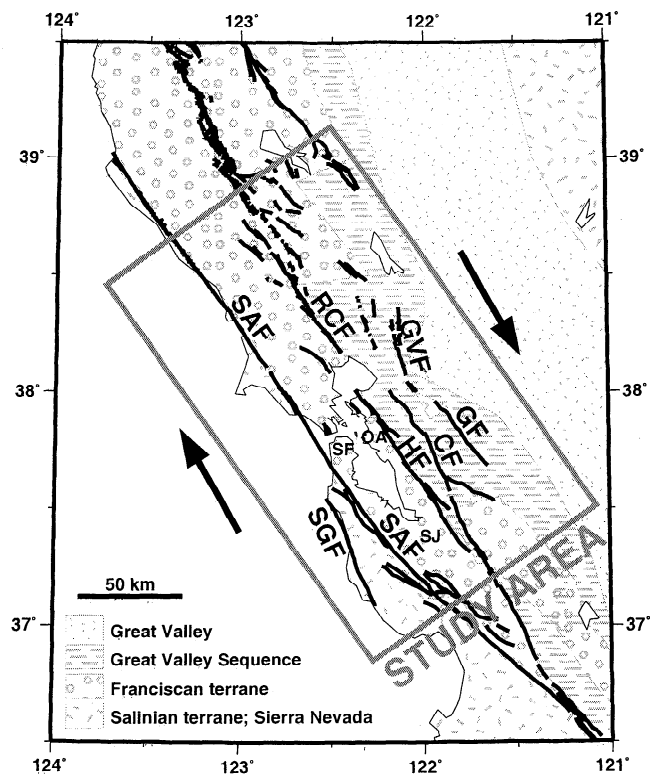 124° 123° 122° 121°
39° 39°
SAF RCF GVF
38° 38°
GF
OA CF
SF HF
SGF SAF SJ
STUDY AREA
50 km
37° 37°
Great Valley
Great Valley Sequence
Franciscan terrane
Salinian terrane; Sierra Nevada
124° 123° 122° 121°